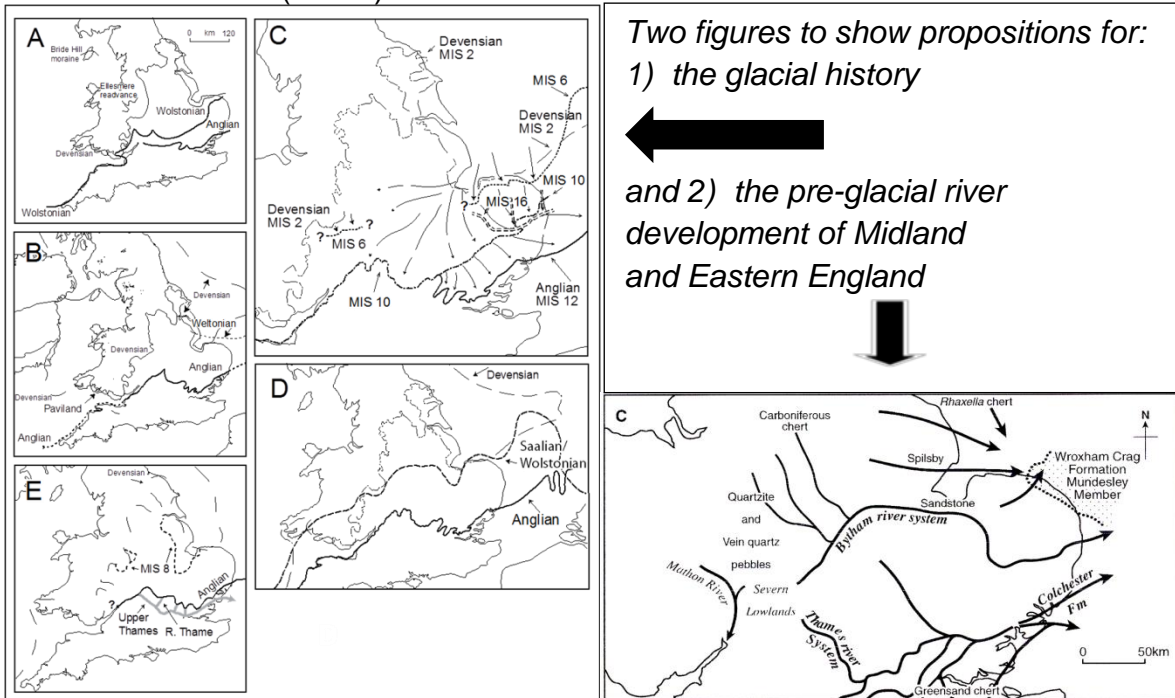 A
0 km 120
Bride Hill
moraine
Ellesmere
readvance
Wolstonian
Anglian
Devensian
Wolstonian
B
Devensian
Weltonian
Devensian
Anglian
Devensian
Paviland
Anglian
E
Devensian
MIS 8
Anglian
?
Upper
Thames
R. Thame
C
Devensian
MIS 2
MIS 6
Devensian
MIS 2
MIS 10
?
MIS 16
Devensian
MIS 2
?
?
MIS 6
MIS 10
Anglian
MIS 12
D
Devensian
Saalian/
Wolstonian
Anglian
Two figures to show propositions for:
1) the glacial history
and 2) the pre-glacial river
development of Midland
and Eastern England
C
Rhaxella chert
N
Carboniferous
chert
Wroxham Crag
Formation
Mundesley
Member
Spilsby
Sandstone
Quartzite
and
Vein quartz
pebbles
Bytham river system
Mathon River
Severn
Lowlands
Thames river
System
Colchester
Fm
0 50km
Greensand chert